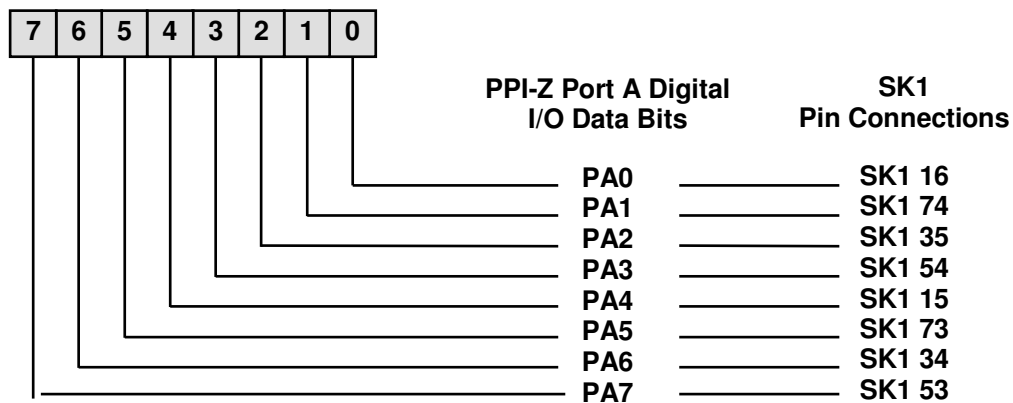 7 6 5 4 3 2 1 0
PPI-Z Port A Digital SK1
I/O Data Bits Pin Connections
PA0 SK1 16
PA1 SK1 74
PA2 SK1 35
PA3 SK1 54
PA4 SK1 15
PA5 SK1 73
PA6 SK1 34
PA7 SK1 53